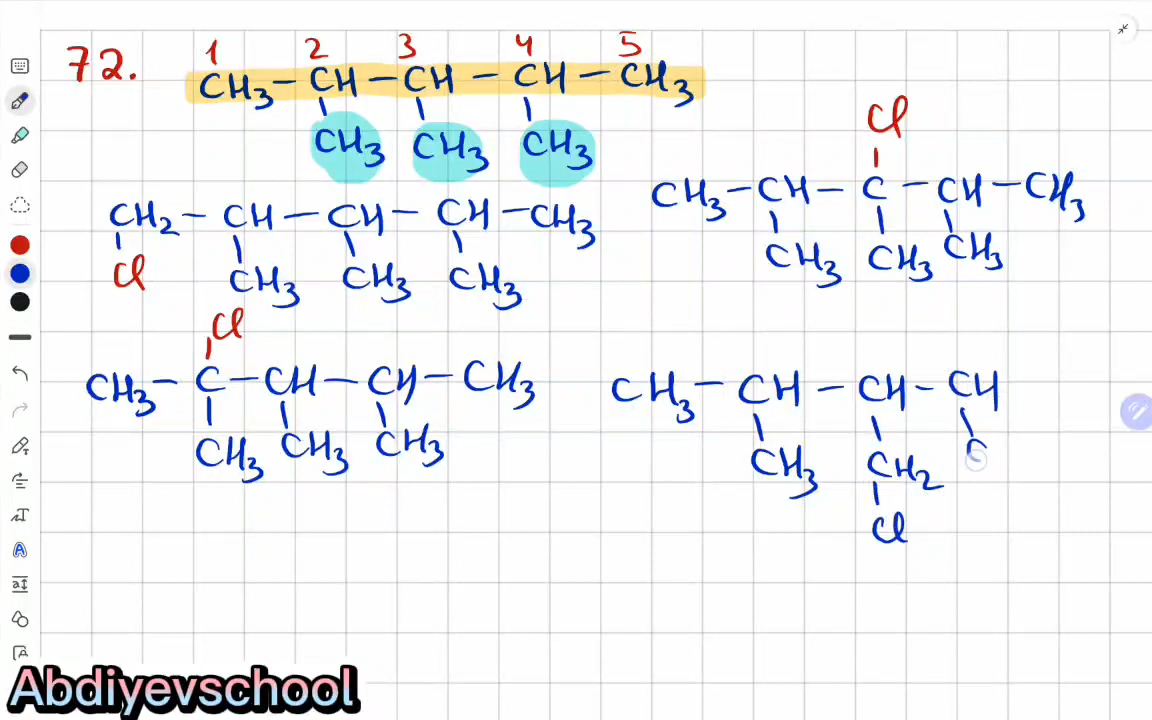 72.
1 2 3 4 5
CH3 – CH – CH – CH – CH3
CH3 CH3 CH3
CH2 – CH – CH – CH – CH3
Cl CH3 CH3 CH3
Cl
CH3 – CH – C – CH – CH3
CH3 CH3 CH3
Cl
CH3 – C – CH – CH – CH3
CH3 CH3 CH3
CH3 – CH – CH – CH
CH3 CH2 C
Cl
Abdiyevschool